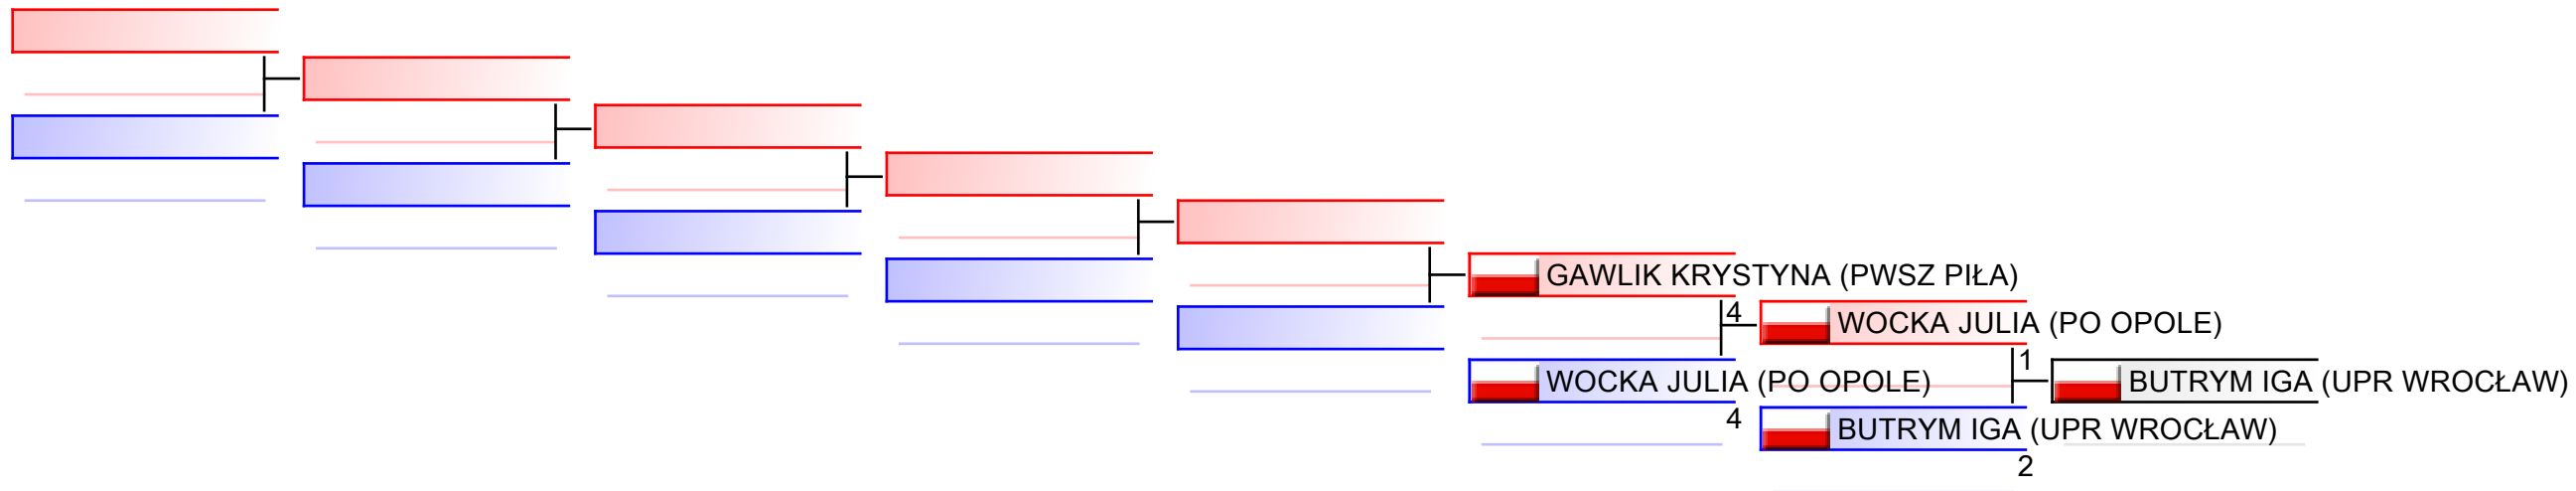 GAWLIK KRYSTYNA (PWSZ PIŁA)
4
WOCKA JULIA (PO OPOLE)
4
WOCKA JULIA (PO OPOLE)
1
BUTRYM IGA (UPR WROCŁAW)
2
BUTRYM IGA (UPR WROCŁAW)